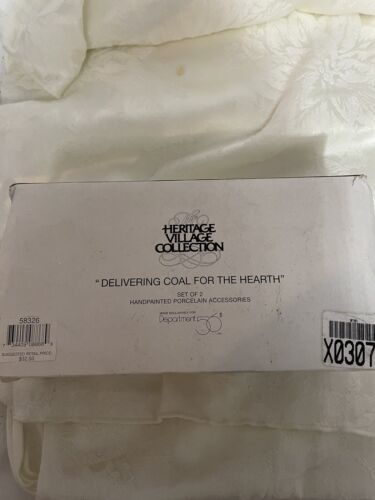 The
HERITAGE
VILLAGE
COLLECTION
"DELIVERING COAL FOR THE HEARTH"
SET OF 2
HANDPAINTED PORCELAIN ACCESSORIES
Department 56
58326
SUGGESTED RETAIL PRICE:
$32.50
X0307